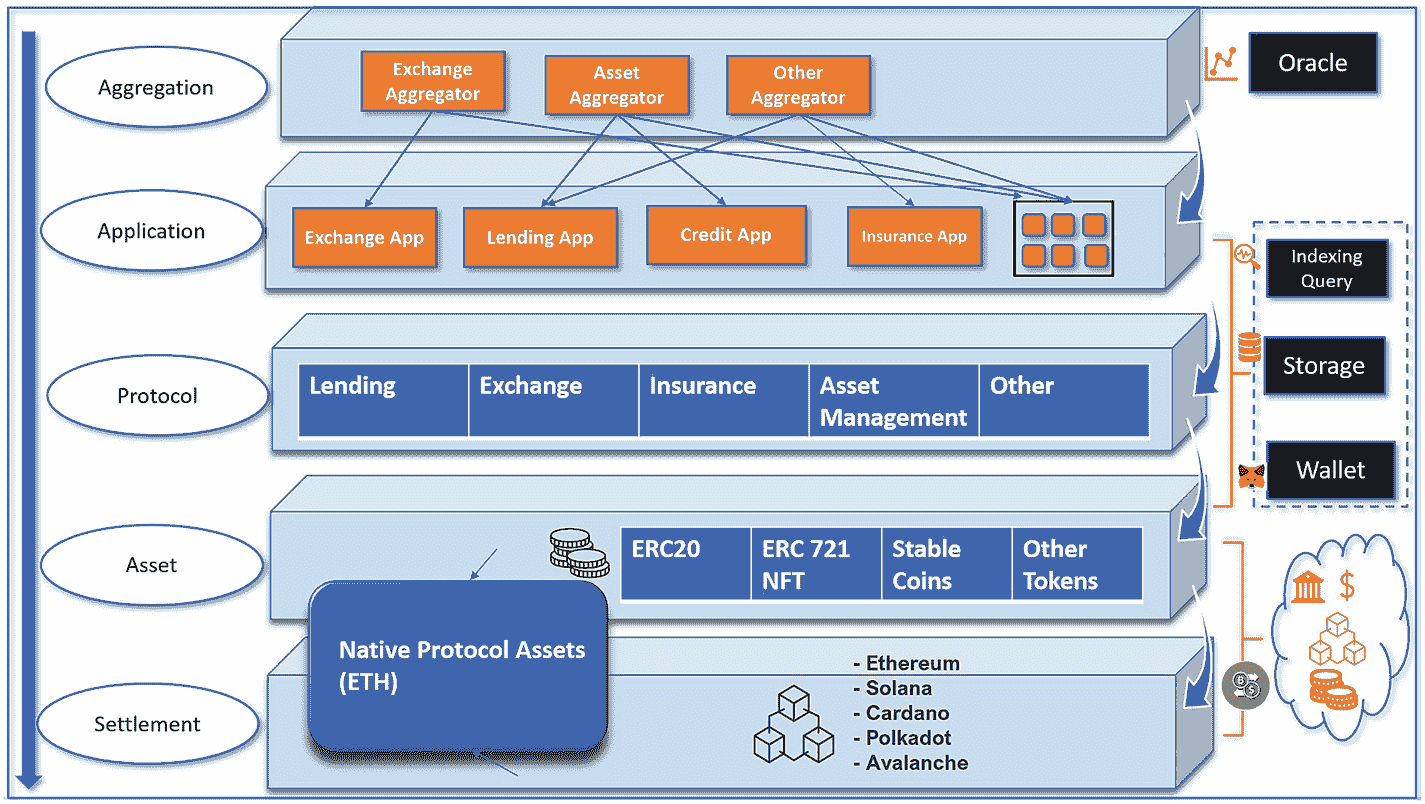 Aggregation
Exchange
Aggregator
Asset
Aggregator
Other
Aggregator
Oracle
Application
Exchange App
Lending App
Credit App
Insurance App
Indexing
Query
Protocol
Lending
Exchange
Insurance
Asset
Management
Other
Storage
Wallet
Asset
ERC20
ERC 721
NFT
Stable
Coins
Other
Tokens
$
Native Protocol Assets
(ETH)
Settlement
- Ethereum
- Solana
- Cardano
- Polkadot
- Avalanche
B
$